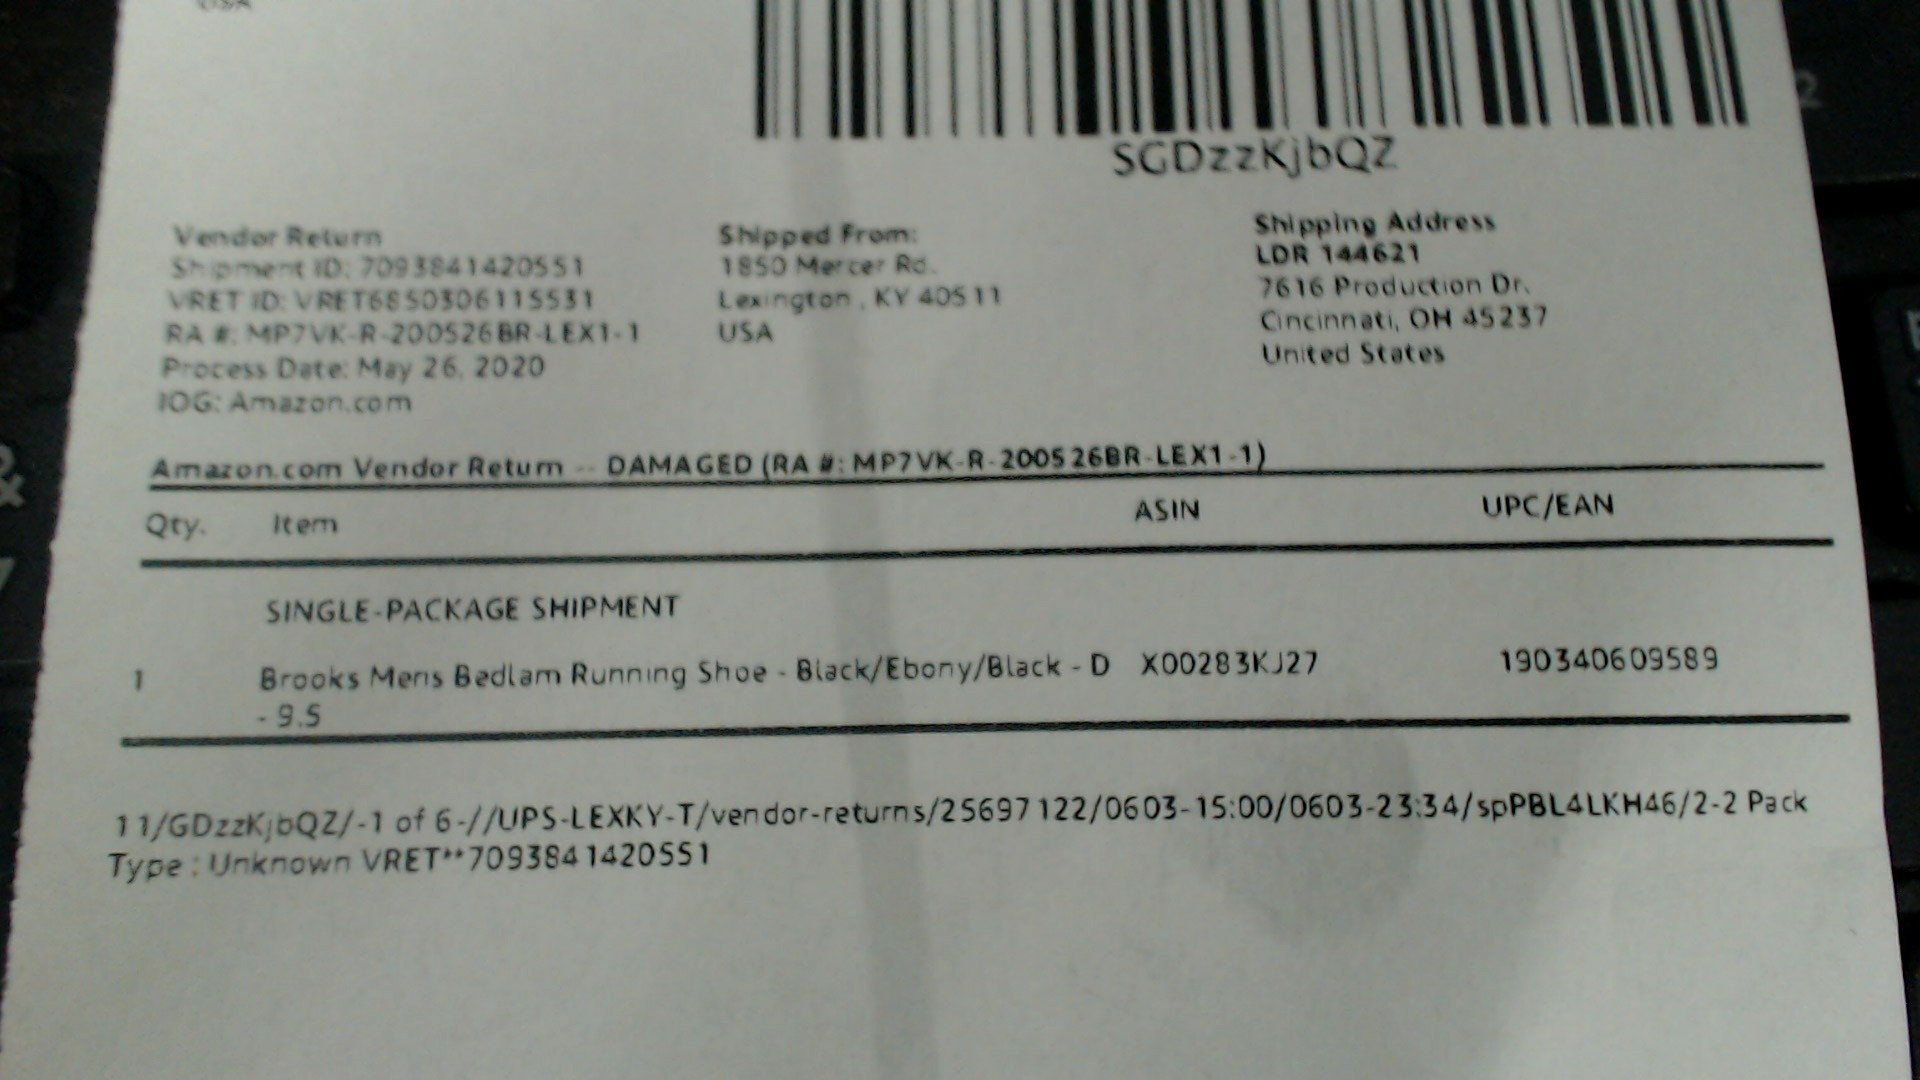 USA
SGDzzKjbQZ
Vendor Return
Shipment ID: 7093841420551
VRET ID: VRET6850306115531
RA #: MP7VK-R-200526BR-LEX1-1
Process Date: May 26, 2020
IOG: Amazon.com
Shipped From:
1850 Mercer Rd.
Lexington , KY 40511
USA
Shipping Address
LDR 144621
7616 Production Dr.
Cincinnati, OH 45237
United States
Amazon.com Vendor Return -- DAMAGED (RA #: MP7VK-R-200526BR-LEX1-1)
Qty. Item ASIN UPC/EAN
SINGLE-PACKAGE SHIPMENT
1 Brooks Mens Bedlam Running Shoe - Black/Ebony/Black - D X00283KJ27 190340609589
- 9.5
11/GDzzKjbQZ/-1 of 6-//UPS-LEXKY-T/vendor-returns/25697122/0603-15:00/0603-23:34/spPBL4LKH46/2-2 Pack
Type : Unknown VRET**7093841420551